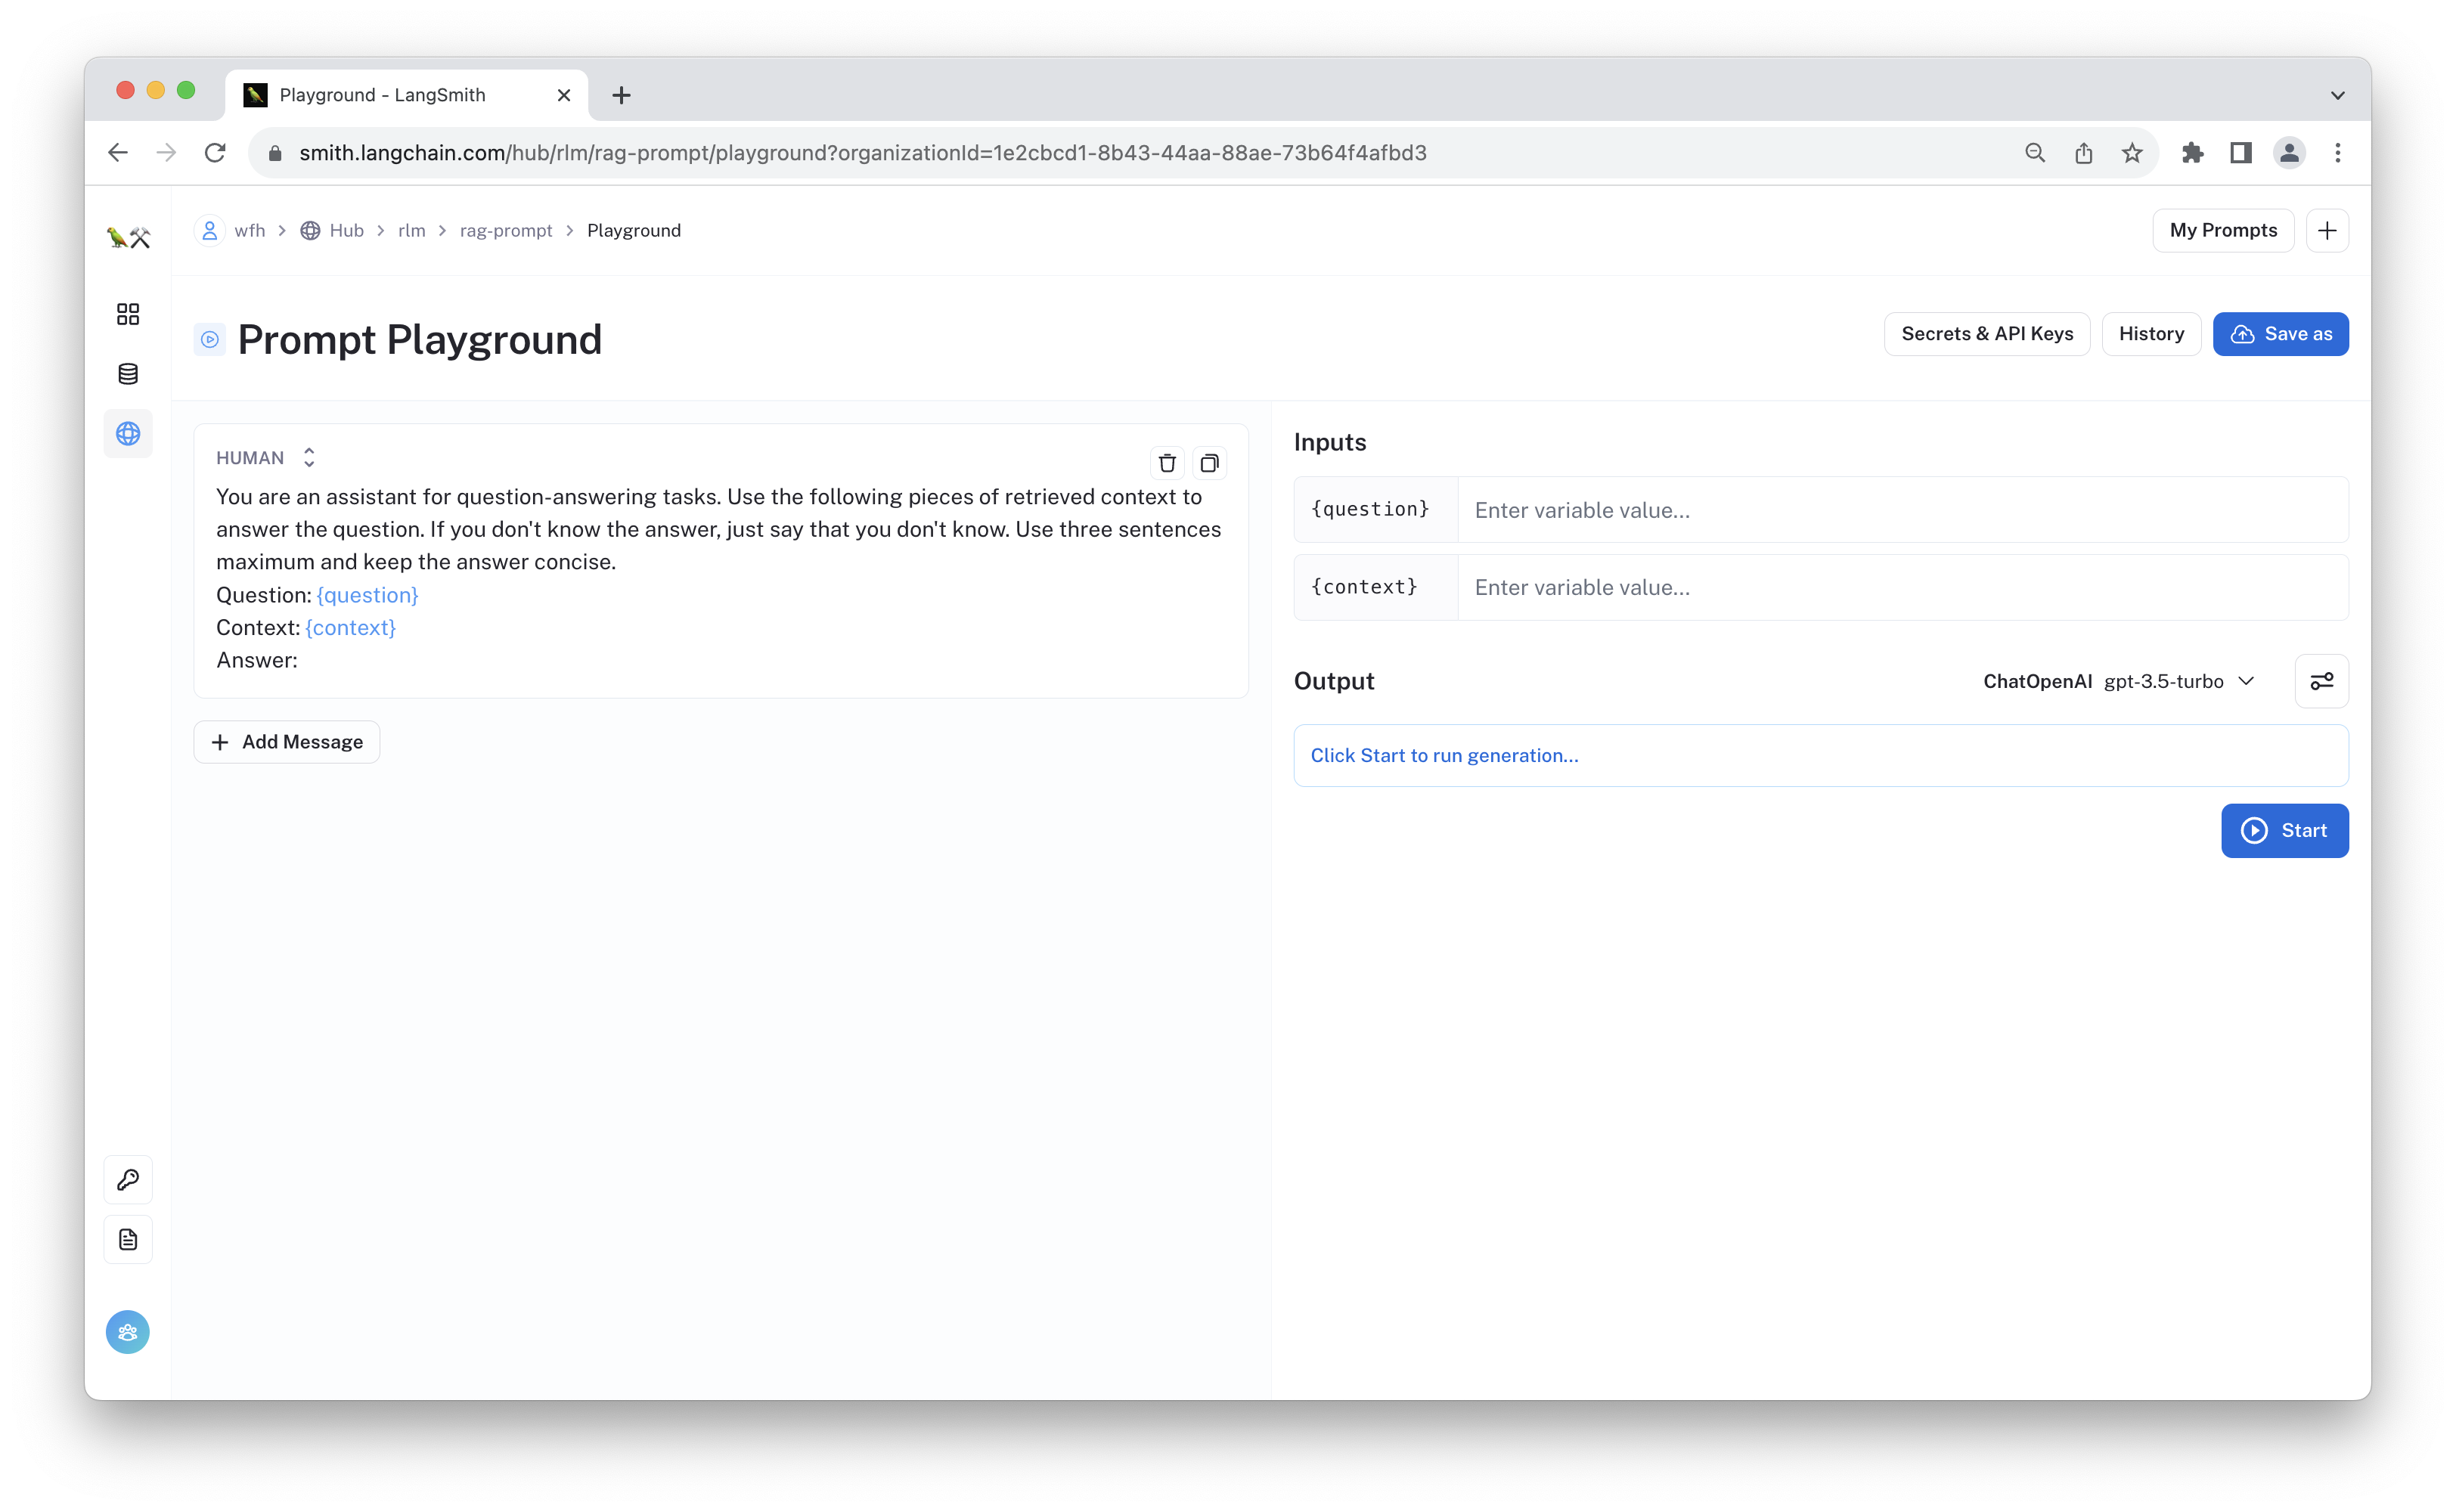 Playground - LangSmith
smith.langchain.com/hub/rlm/rag-prompt/playground?organizationId=1e2cbcd1-8b43-44aa-88ae-73b64f4afbd3
wfh > Hub > rlm > rag-prompt > Playground
My Prompts
Prompt Playground
Secrets & API Keys
History
Save as
HUMAN
You are an assistant for question-answering tasks. Use the following pieces of retrieved context to
answer the question. If you don't know the answer, just say that you don't know. Use three sentences
maximum and keep the answer concise.
Question: {question}
Context: {context}
Answer:
Add Message
Inputs
{question} Enter variable value...
{context} Enter variable value...
Output
ChatOpenAI gpt-3.5-turbo
Click Start to run generation...
Start